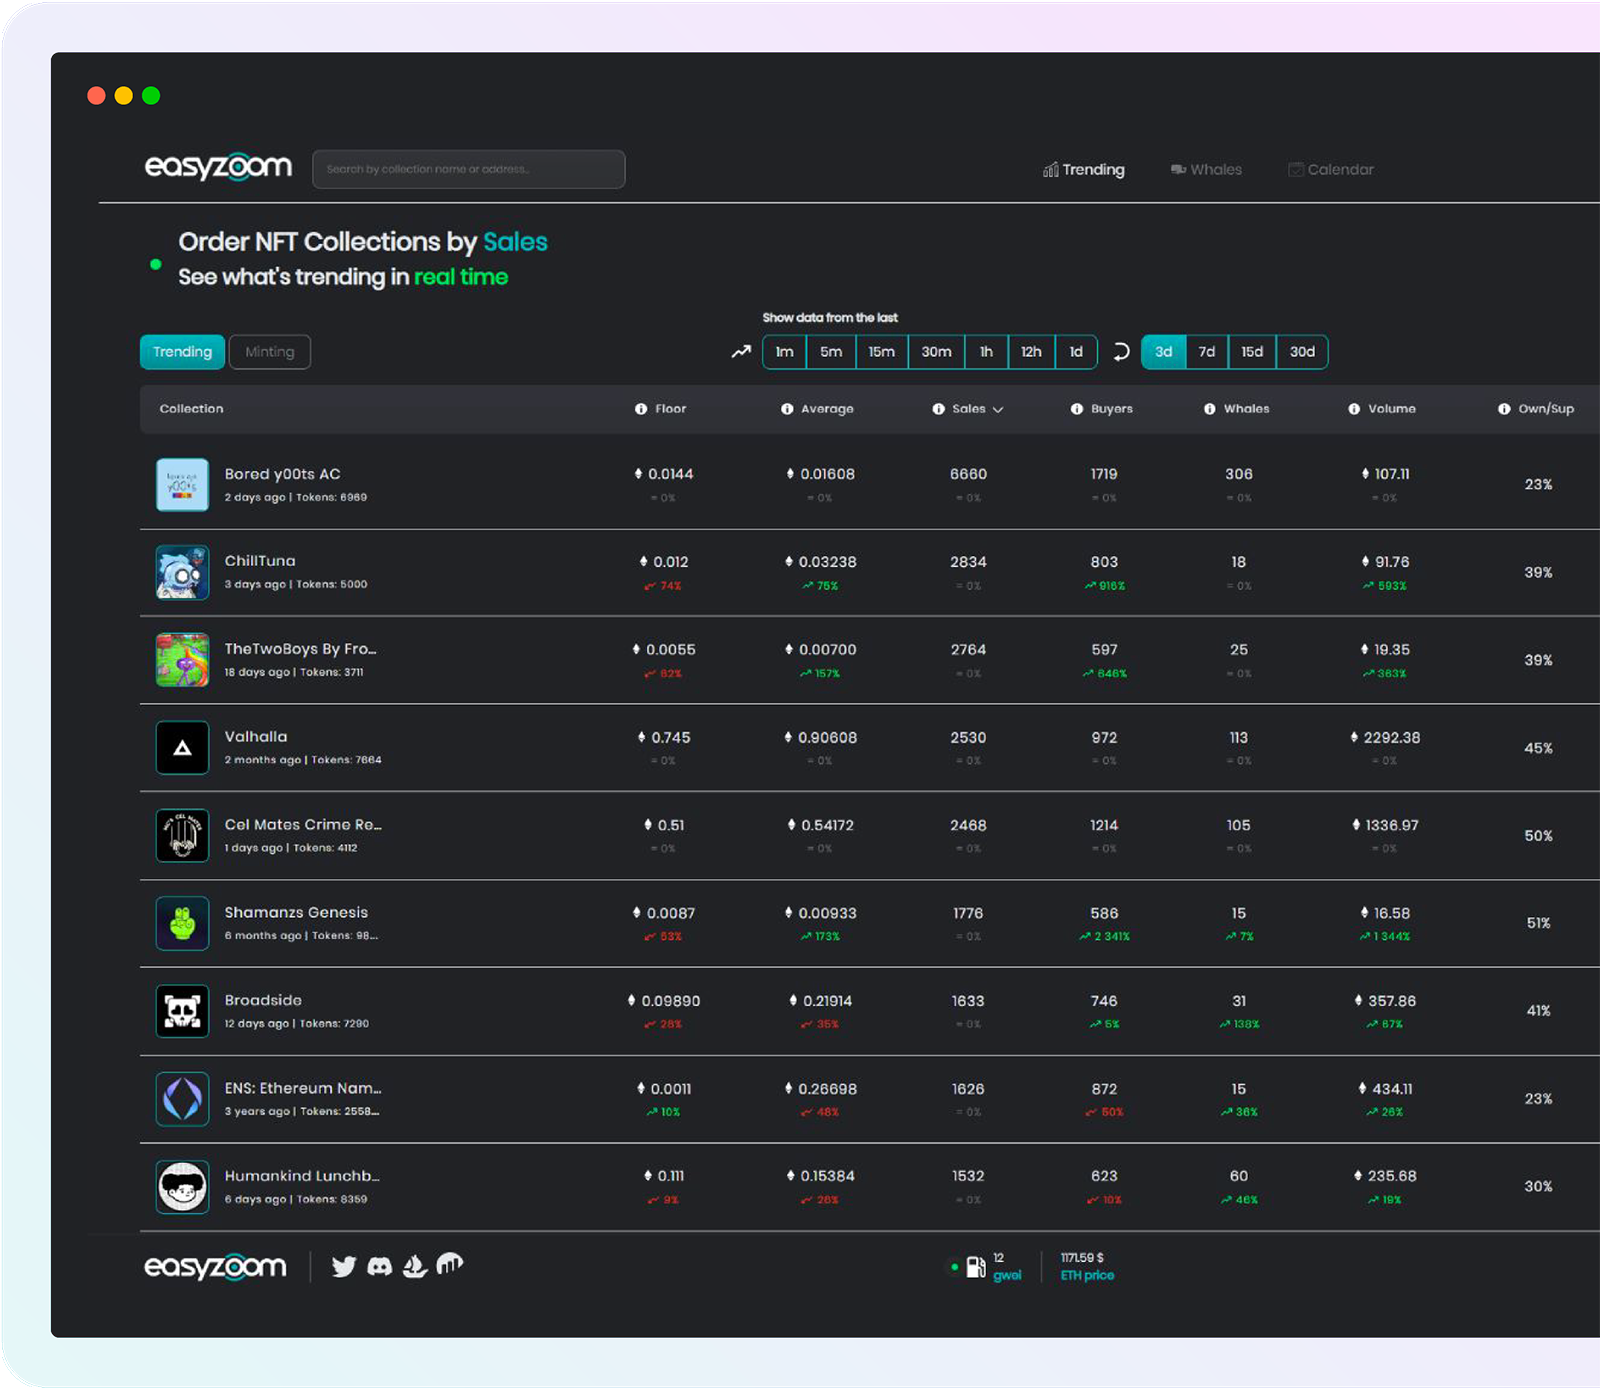 easyzoom Search by collection name or address.. Trending Whales Calendar
Order NFT Collections by Sales
See what's trending in real time
Show data from the last
Trending Minting 1m 5m 15m 30m 1h 12h 1d 3d 7d 15d 30d
Collection Floor Average Sales Buyers Whales Volume Own/Sup
Bored y00ts AC 0.0144 0.01608 6660 1719 306 107.11 23%
2 days ago | Tokens: 6969 = 0% = 0% = 0% = 0% = 0% = 0%
ChillTuna 0.012 0.03238 2834 803 18 91.76 39%
3 days ago | Tokens: 5000 74% 75% = 0% 916% = 0% 593%
TheTwoBoys By Fro... 0.0055 0.00700 2764 597 25 19.35 39%
18 days ago | Tokens: 3711 62% 157% = 0% 646% = 0% 363%
Valhalla 0.745 0.90608 2530 972 113 2292.38 45%
2 months ago | Tokens: 7664 = 0% = 0% = 0% = 0% = 0% = 0%
Cel Mates Crime Re... 0.51 0.54172 2468 1214 105 1336.97 50%
1 days ago | Tokens: 4112 = 0% = 0% = 0% = 0% = 0% = 0%
Shamanzs Genesis 0.0087 0.00933 1776 586 15 16.58 51%
6 months ago | Tokens: 98... 53% 173% = 0% 2 341% 7% 1 344%
Broadside 0.09890 0.21914 1633 746 31 357.86 41%
12 days ago | Tokens: 7290 26% 35% = 0% 5% 138% 67%
ENS: Ethereum Nam... 0.0011 0.26698 1626 872 15 434.11 23%
3 years ago | Tokens: 2558... 10% 48% = 0% 50% 36% 26%
Humankind Lunchb... 0.111 0.15384 1532 623 60 235.68 30%
6 days ago | Tokens: 8359 9% 26% = 0% 10% 46% 19%
easyzoom 12 1171.59 $
gwei ETH price